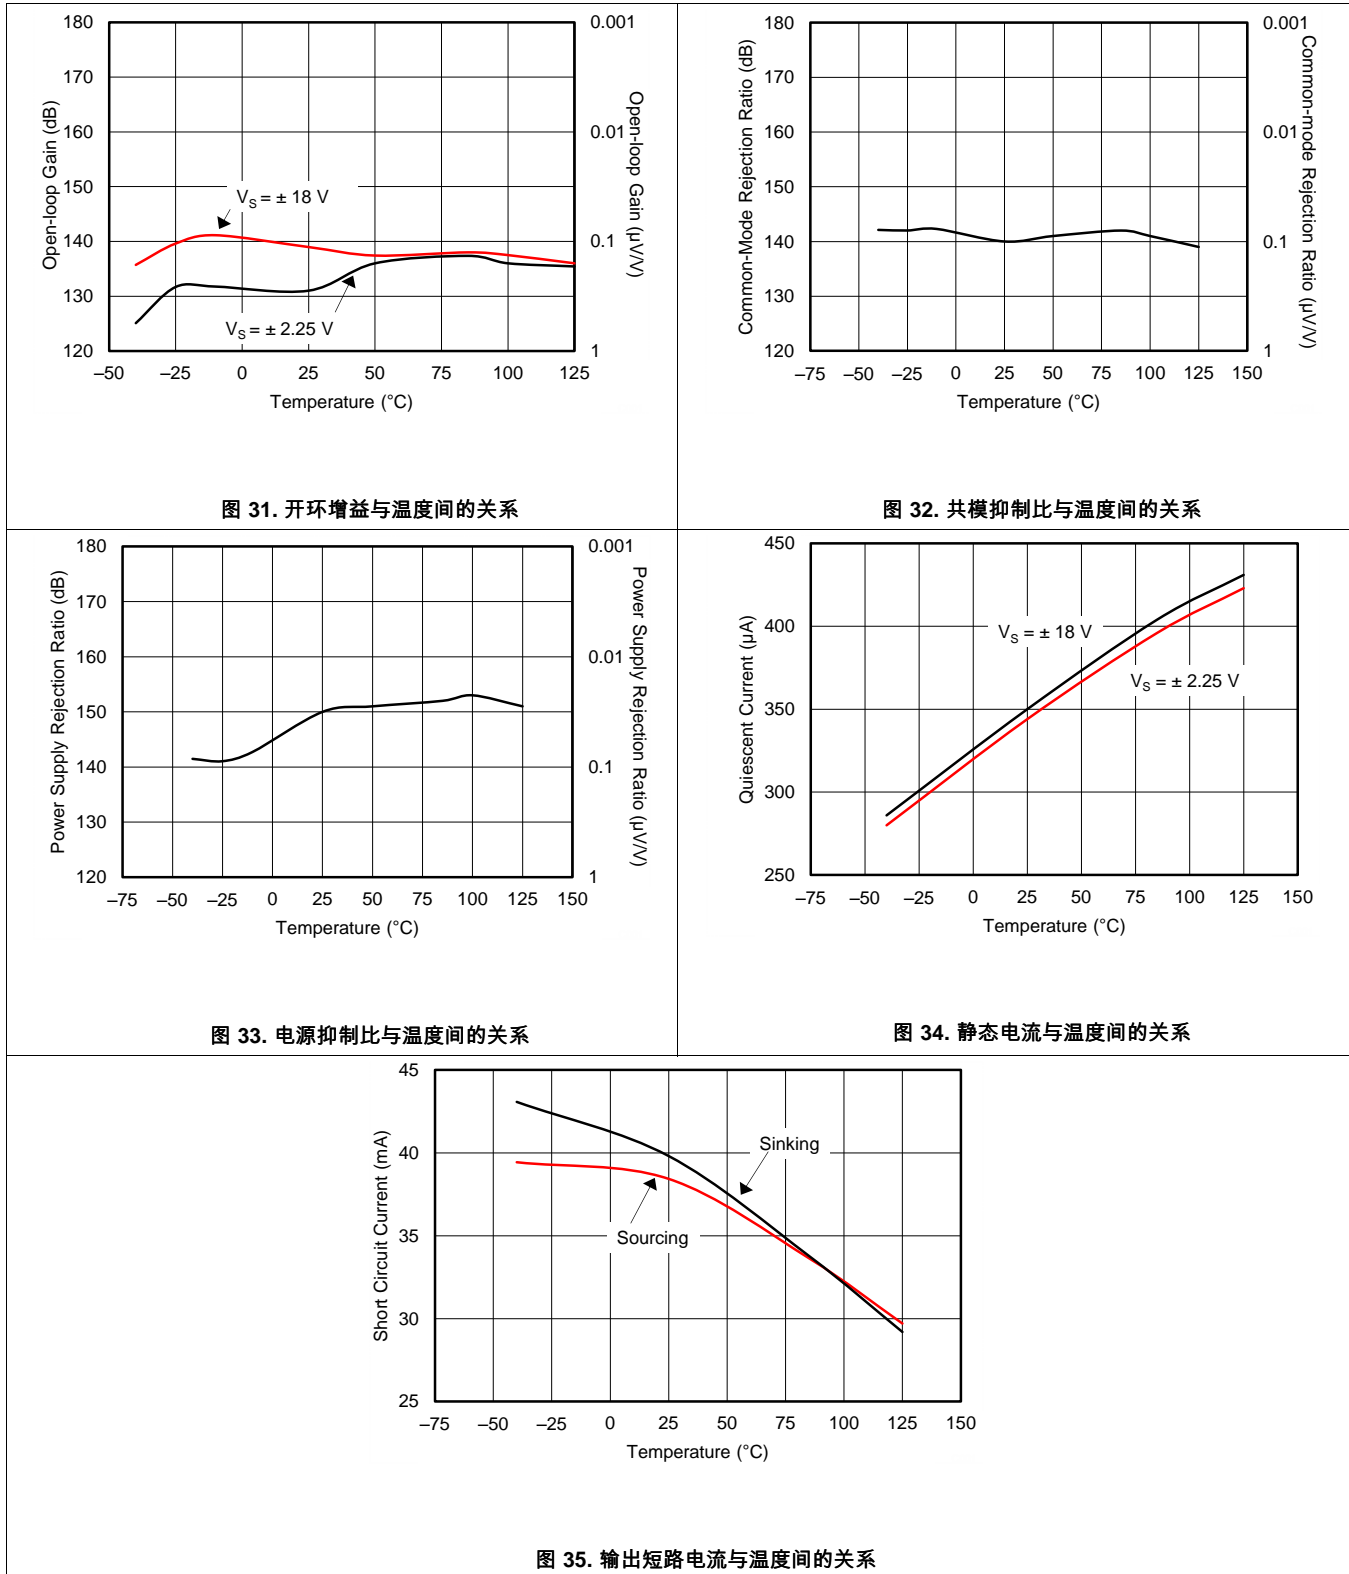 180
170
160
150
140
130
120
0.001
0.01
0.1
1
Open-loop Gain (dB)
Open-loop Gain (µV/V)
V_S = ± 18 V
V_S = ± 2.25 V
–50 –25 0 25 50 75 100 125
Temperature (°C)
图 31. 开环增益与温度间的关系
180
170
160
150
140
130
120
0.001
0.01
0.1
1
Common-Mode Rejection Ratio (dB)
Common-mode Rejection Ratio (µV/V)
–75 –50 –25 0 25 50 75 100 125 150
Temperature (°C)
图 32. 共模抑制比与温度间的关系
180
170
160
150
140
130
120
0.001
0.01
0.1
1
Power Supply Rejection Ratio (dB)
Power Supply Rejection Ratio (µV/V)
–75 –50 –25 0 25 50 75 100 125 150
Temperature (°C)
图 33. 电源抑制比与温度间的关系
450
400
350
300
250
Quiescent Current (µA)
V_S = ± 18 V
V_S = ± 2.25 V
–75 –50 –25 0 25 50 75 100 125 150
Temperature (°C)
图 34. 静态电流与温度间的关系
45
40
35
30
25
Short Circuit Current (mA)
Sinking
Sourcing
–75 –50 –25 0 25 50 75 100 125 150
Temperature (°C)
图 35. 输出短路电流与温度间的关系